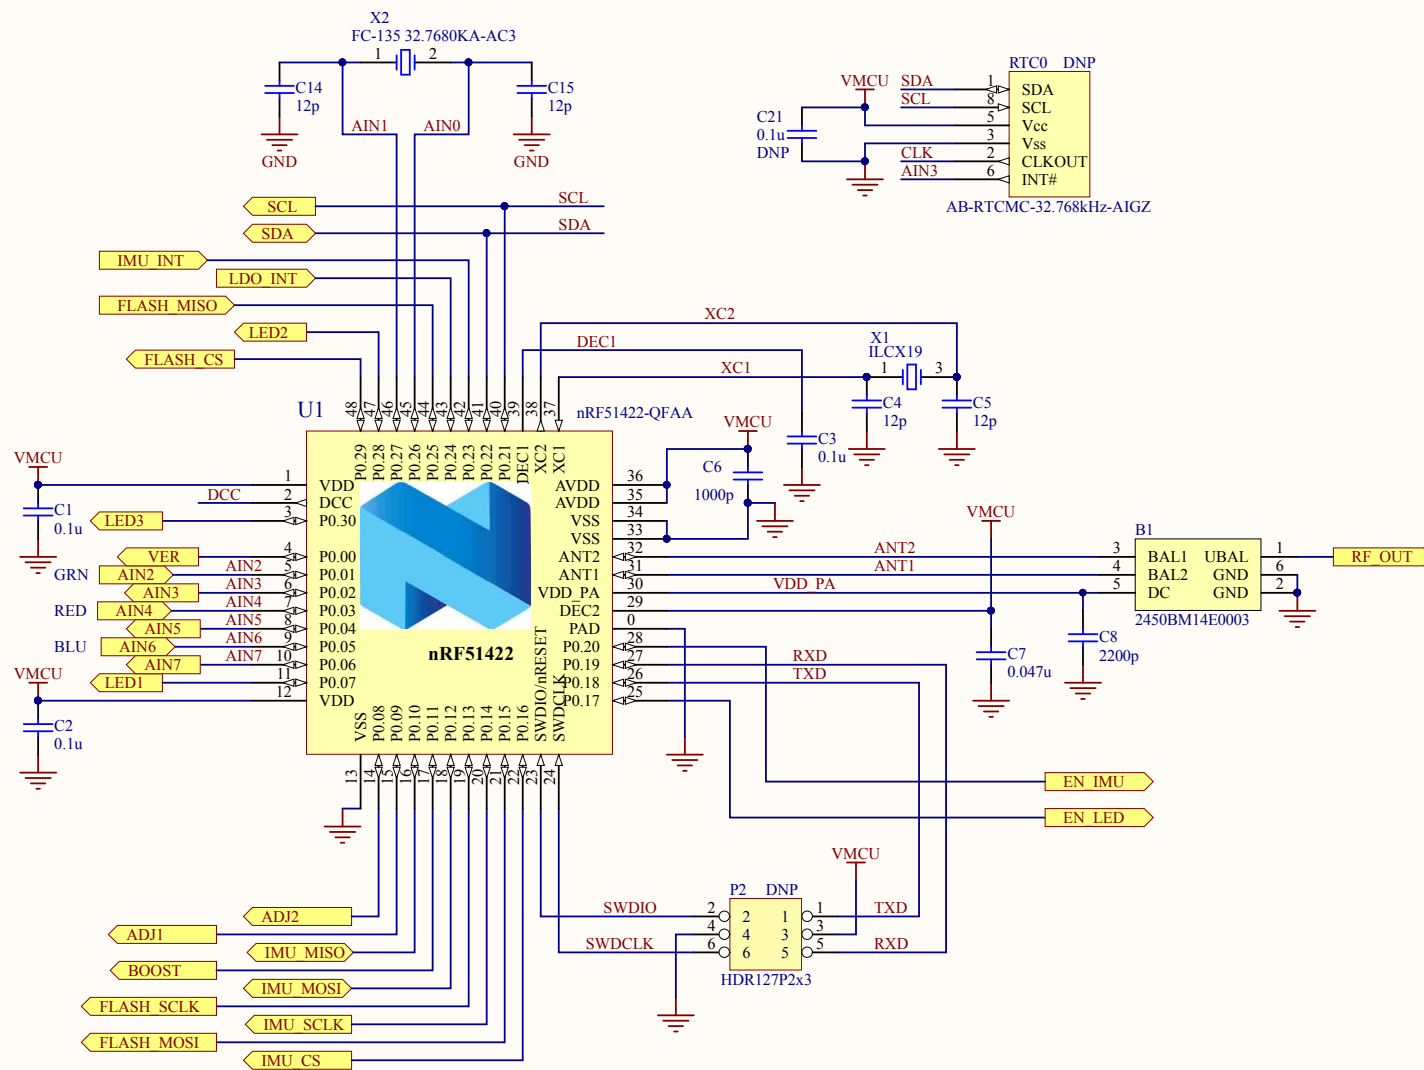 X2
FC-135 32.7680KA-AC3
1 2
C14
12p
GND
C15
12p
GND
AIN1 AIN0
RTC0 DNP
VMCU
C21
0.1u
DNP
SDA 1 SDA
SCL 8 SCL
5 Vcc
3 Vss
CLK 2 CLKOUT
AIN3 6 INT#
AB-RTCMC-32.768kHz-AIGZ
SCL SCL
SDA SDA
IMU_INT
LDO_INT
FLASH_MISO
LED2
FLASH_CS
XC2
DEC1
XC1
X1
ILCX19
1 3
C4
12p
C5
12p
C3
0.1u
U1
nRF51422-QFAA
48 47 46 45 44 43 42 41 40 39 38 37
P0.29 P0.28 P0.27 P0.26 P0.25 P0.24 P0.23 P0.22 P0.21 DEC1 XC2 XC1
VMCU
C1
0.1u
1 VDD
DCC 2 DCC
LED3 3 P0.30
VER 4 P0.00
GRN AIN2 AIN2 5 P0.01
AIN3 AIN3 6 P0.02
RED AIN4 AIN4 7 P0.03
AIN5 AIN5 8 P0.04
BLU AIN6 AIN6 9 P0.05
AIN7 AIN7 10 P0.06
LED1 11 P0.07
12 VDD
VMCU
C2
0.1u
nRF51422
VMCU
C6
1000p
AVDD 36
AVDD 35
VSS 34
VSS 33
ANT2 32 ANT2
ANT1 31 ANT1
VDD_PA 30 VDD_PA
DEC2 29
PAD 0
P0.20 28
P0.19 27 RXD
P0.18 26 TXD
P0.17 25
VMCU
C7
0.047u
C8
2200p
B1
3 BAL1 UBAL 1
4 BAL2 GND 6
5 DC GND 2
2450BM14E0003
RF_OUT
VSS P0.08 P0.09 P0.10 P0.11 P0.12 P0.13 P0.14 P0.15 P0.16 SWDIO/nRESET SWDCLK
13 14 15 16 17 18 19 20 21 22 23 24
EN_IMU
EN_LED
VMCU
P2 DNP
SWDIO 2 2 1 1 TXD
4 4 3 3
SWDCLK 6 6 5 5 RXD
HDR127P2x3
ADJ2
ADJ1
IMU_MISO
BOOST
IMU_MOSI
FLASH_SCLK
IMU_SCLK
FLASH_MOSI
IMU_CS